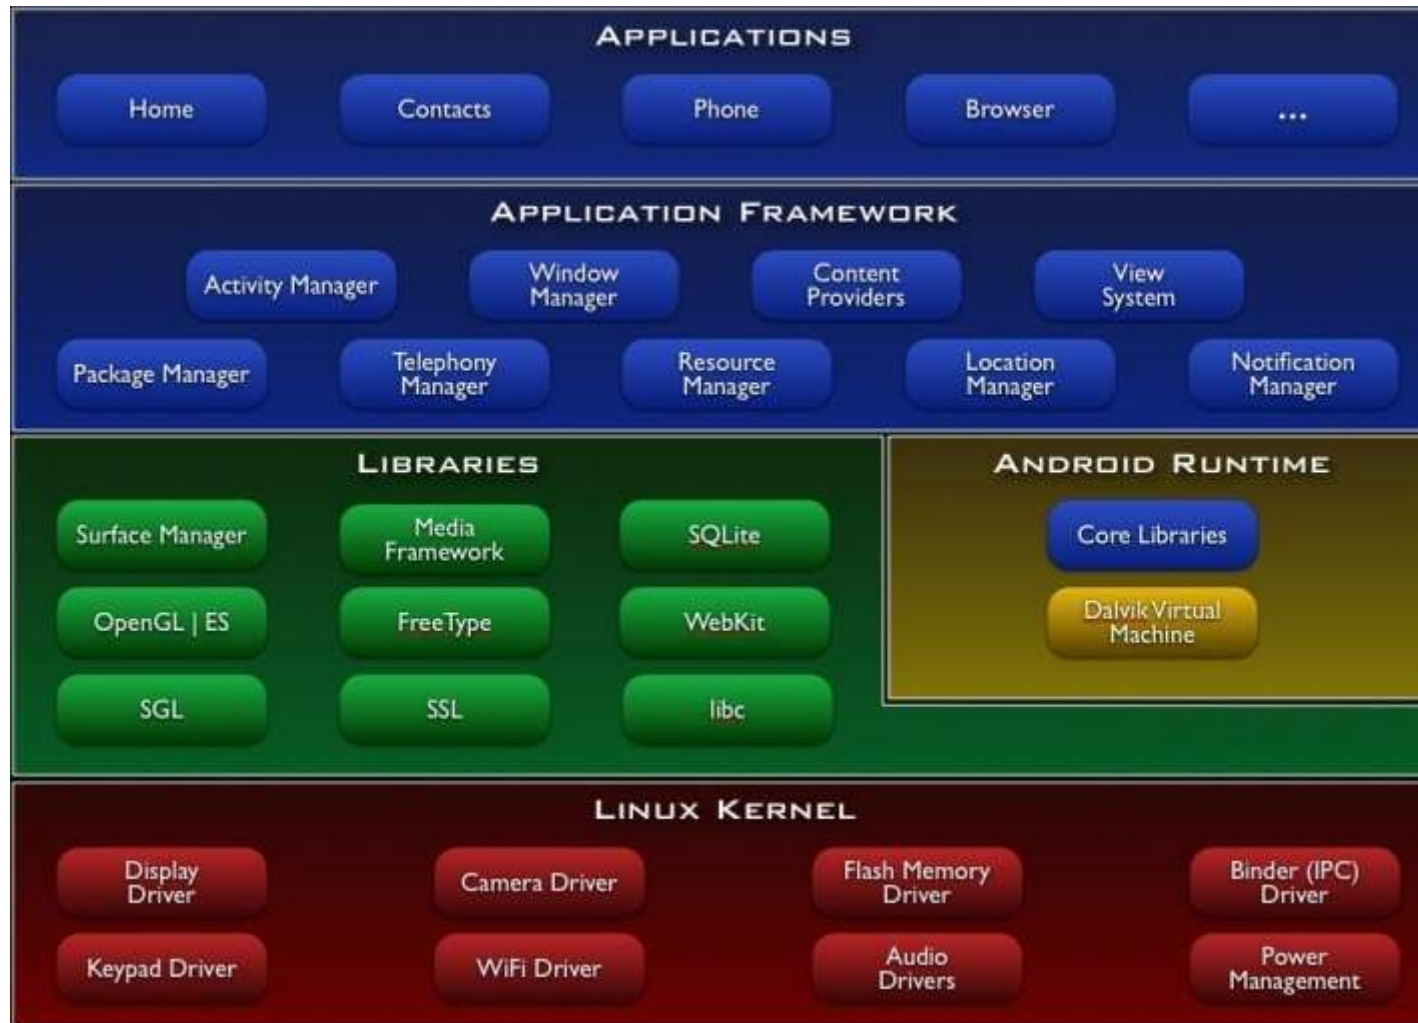 APPLICATIONS
Home
Contacts
Phone
Browser
...
APPLICATION FRAMEWORK
Activity Manager
Window
Manager
Content
Providers
View
System
Package Manager
Telephony
Manager
Resource
Manager
Location
Manager
Notification
Manager
LIBRARIES
Surface Manager
Media
Framework
SQLite
OpenGL | ES
FreeType
WebKit
SGL
SSL
libc
ANDROID RUNTIME
Core Libraries
Dalvik Virtual
Machine
LINUX KERNEL
Display
Driver
Camera Driver
Flash Memory
Driver
Binder (IPC)
Driver
Keypad Driver
WiFi Driver
Audio
Drivers
Power
Management